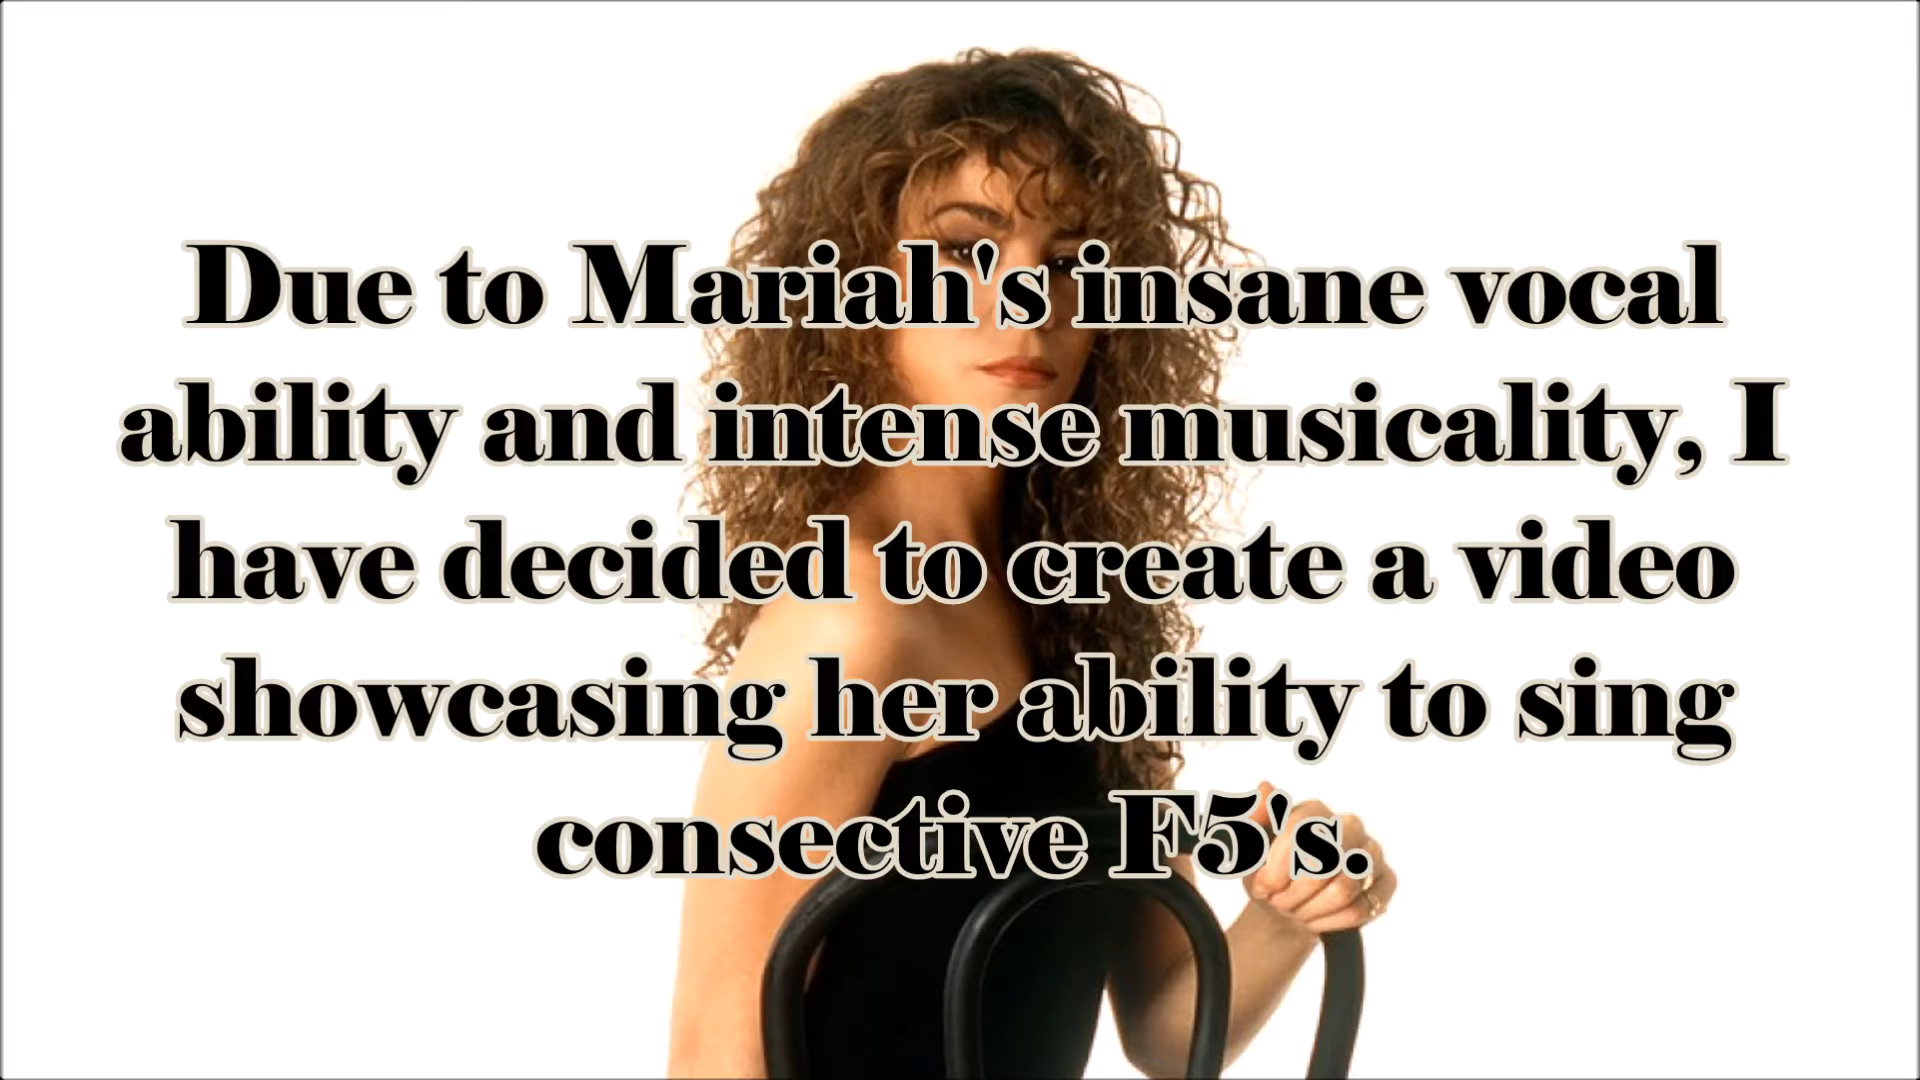 Due to Mariah's insane vocal
ability and intense musicality, I
have decided to create a video
showcasing her ability to sing
consective F5's.